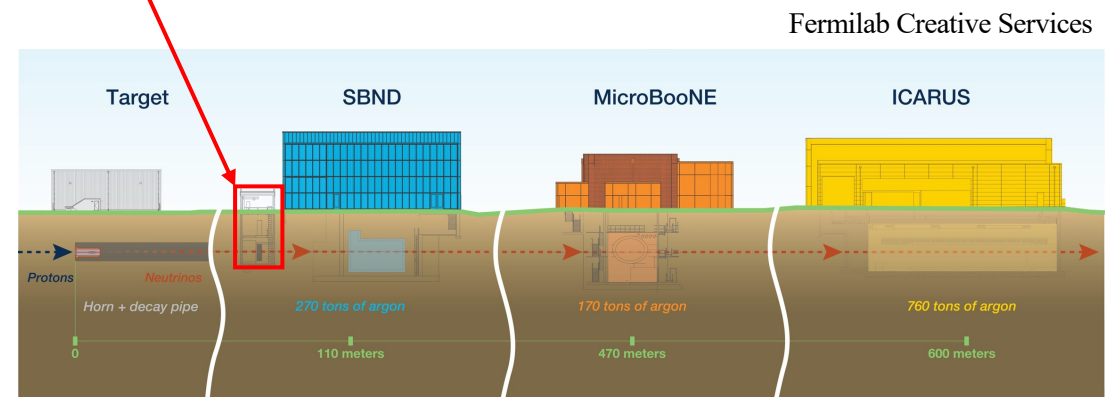 Fermilab Creative Services
Target
SBND
MicroBooNE
ICARUS
Protons
Neutrinos
Horn + decay pipe
270 tons of argon
170 tons of argon
760 tons of argon
0
110 meters
470 meters
600 meters